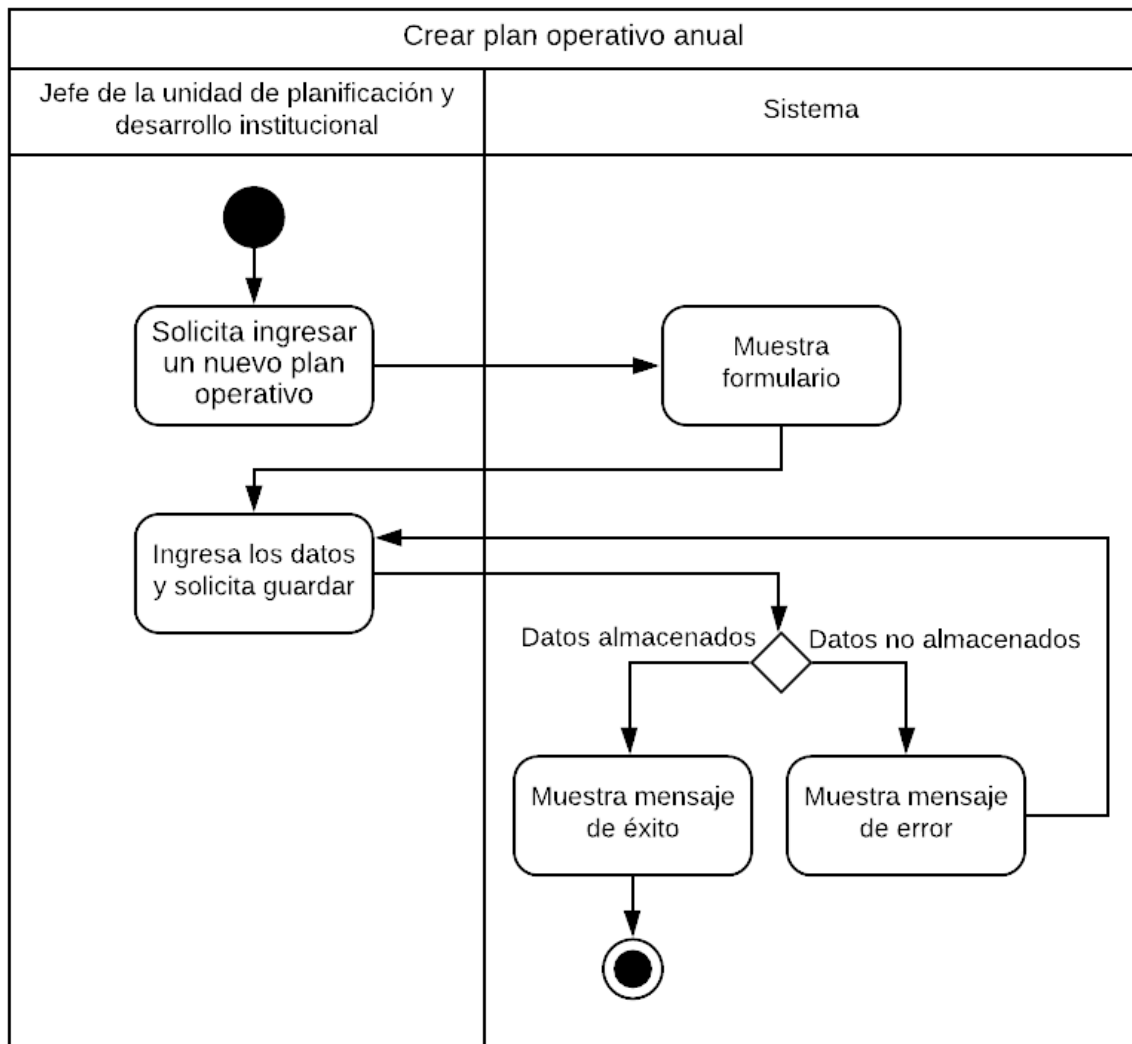 Crear plan operativo anual
Jefe de la unidad de planificación y
desarrollo institucional
Sistema
Solicita ingresar
un nuevo plan
operativo
Muestra
formulario
Ingresa los datos
y solicita guardar
Datos almacenados
Datos no almacenados
Muestra mensaje
de éxito
Muestra mensaje
de error